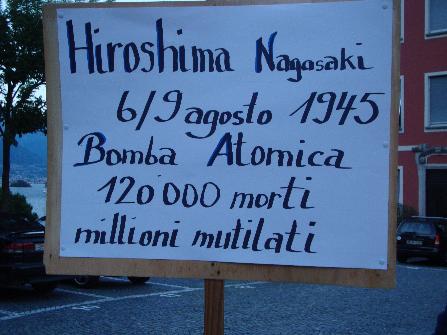 Hiroshima Nagasaki
6/9 agosto 1945
Bomba Atomica
120'000 morti
millioni mutilati